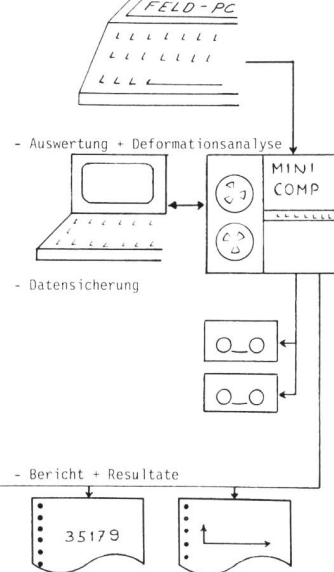 FELD-PC
- Auswertung + Deformationsanalyse
MINI
COMP
- Datensicherung
- Bericht + Resultate
35179